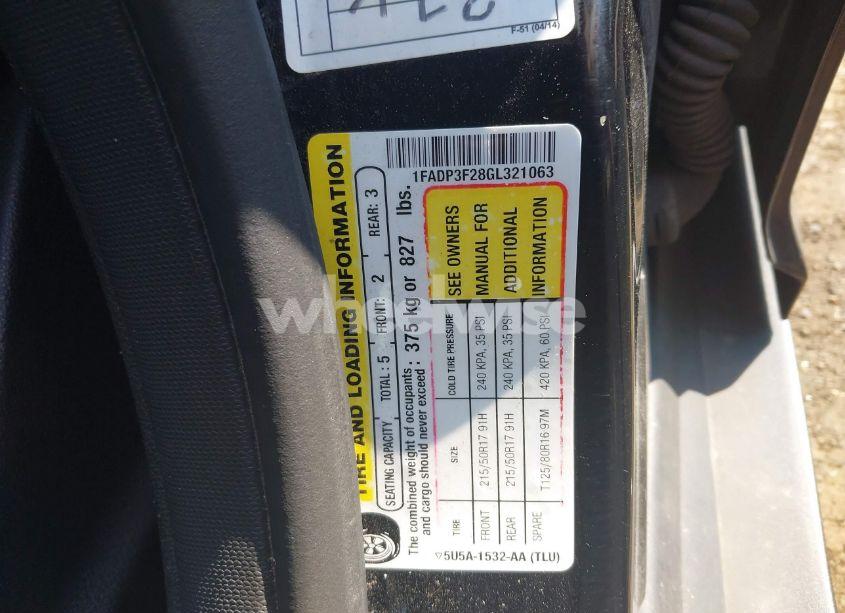 F-51 (04/14)
TIRE AND LOADING INFORMATION
SEATING CAPACITY TOTAL : 5 FRONT: 2 REAR: 3
The combined weight of occupants and cargo should never exceed : 375 kg or 827 lbs.
TIRE SIZE COLD TIRE PRESSURE
FRONT 215/50R17 91H 240 KPA, 35 PSI
REAR 215/50R17 91H 240 KPA, 35 PSI
SPARE T125/80R16 97M 420 KPA, 60 PSI
SEE OWNERS
MANUAL FOR
ADDITIONAL
INFORMATION
1FADP3F28GL321063
5U5A-1532-AA (TLU)
wheelwise